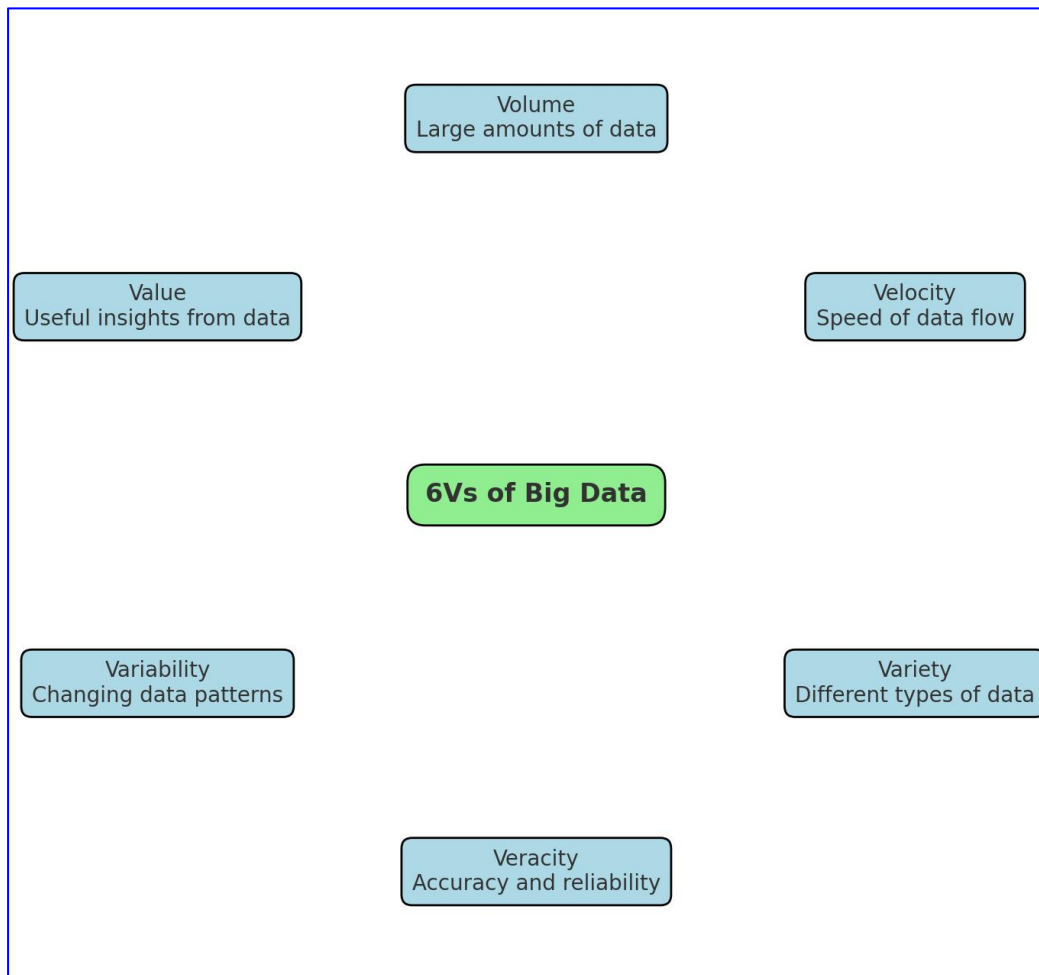 Volume
Large amounts of data
Value
Useful insights from data
Velocity
Speed of data flow
6Vs of Big Data
Variability
Changing data patterns
Variety
Different types of data
Veracity
Accuracy and reliability